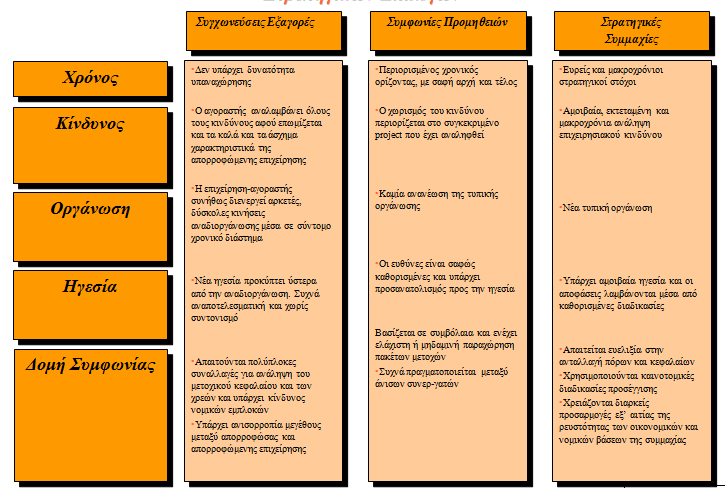 Συγχωνεύσεις Εξαγορές
Συμφωνίες Προμηθειών
Στρατηγικές
Συμμαχίες
Χρόνος
•Δεν υπάρχει δυνατότητα
υπαναχώρησης
•Περιορισμένος χρονικός
ορίζοντας, με σαφή αρχή και τέλος
•Ευρείς και μακροχρόνιοι
στρατηγικοί στόχοι
Κίνδυνος
•Ο αγοραστής αναλαμβάνει όλους
τους κινδύνους αφού επωμίζεται
και τα καλά και τα άσχημα
χαρακτηριστικά της
απορροφώμενης επιχείρησης
•Ο χωρισμός του κινδύνου
περιορίζεται στο συγκεκριμένο
project που έχει αναληφθεί
•Αμοιβαία, εκτεταμένη και
μακροχρόνια ανάληψη
επιχειρησιακού κινδύνου
Οργάνωση
•Η επιχείρηση-αγοραστής
συνήθως διενεργεί αρκετές,
δύσκολες κινήσεις
αναδιοργάνωσης μέσα σε σύντομο
χρονικό διάστημα
•Καμία ανανέωση της τυπικής
οργάνωσης
•Νέα τυπική οργάνωση
Ηγεσία
•Νέα ηγεσία προκύπτει ύστερα
από την αναδιοργάνωση. Συχνά
αναποτελεσματική και χωρίς
συντονισμό
•Οι ευθύνες είναι σαφώς
καθορισμένες και υπάρχει
προσανατολισμός προς την ηγεσία
•Υπάρχει αμοιβαία ηγεσία και οι
αποφάσεις λαμβάνονται μέσα από
καθορισμένες διαδικασίες
Δομή Συμφωνίας
•Απαιτούνται πολύπλοκες
συναλλαγές για ανάληψη του
μετοχικού κεφαλαίου και των
χρεών και υπάρχει κίνδυνος
νομικών εμπλοκών
•Υπάρχει ανισορροπία μεγέθους
μεταξύ απορροφώσας και
απορροφώμενης επιχείρησης
Βασίζεται σε συμβόλαια και ενέχει
ελάχιστη ή μηδαμινή παραχώρηση
πακέτων μετοχών
•Συχνά πραγματοποιείται μεταξύ
άνισων συνερ-γατών
•Απαιτείται ευελιξία στην
ανταλλαγή πόρων και κεφαλαίων
•Χρησιμοποιούνται καινοτομικές
διαδικασίες προσέγγισης
•Χρειάζονται διαρκείς
προσαρμογές εξ' αιτίας της
ρευστότητας των οικονομικών και
νομικών βάσεων της συμμαχίας